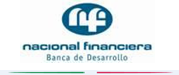 nf
nacional financiera
Banca de Desarrollo